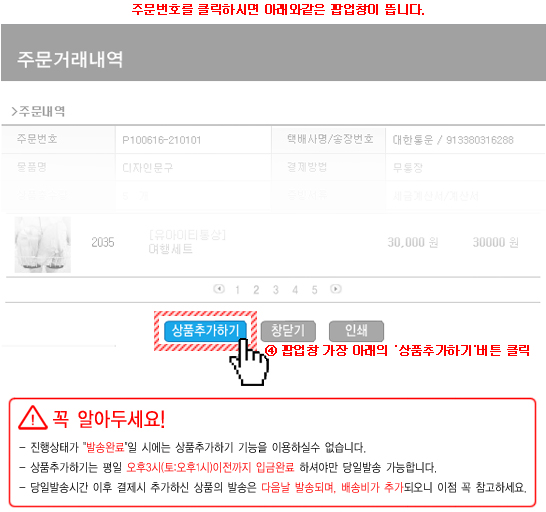 주문번호를 클릭하시면 아래와같은 팝업창이 뜹니다.
주문거래내역
>주문내역
주문번호 P100616-210101 택배사명/송장번호 대한통운 / 913380316288
물품명 디자인문구 결제방법 무통장
세금계산서/계산서
2035 [유아이티통상] 여행세트 30,000 원 30000 원
1 2 3 4 5
상품추가하기 창닫기 인쇄
④ 팝업창 가장 아래의 '상품추가하기'버튼 클릭
꼭 알아두세요!
- 진행상태가 "발송완료"일 시에는 상품추가하기 기능을 이용하실수 없습니다.
- 상품추가하기는 평일 오후3시(토:오후1시)이전까지 입금완료 하셔야만 당일발송 가능합니다.
- 당일발송시간 이후 결제시 추가하신 상품의 발송은 다음날 발송되며, 배송비가 추가되오니 이점 꼭 참고하세요.